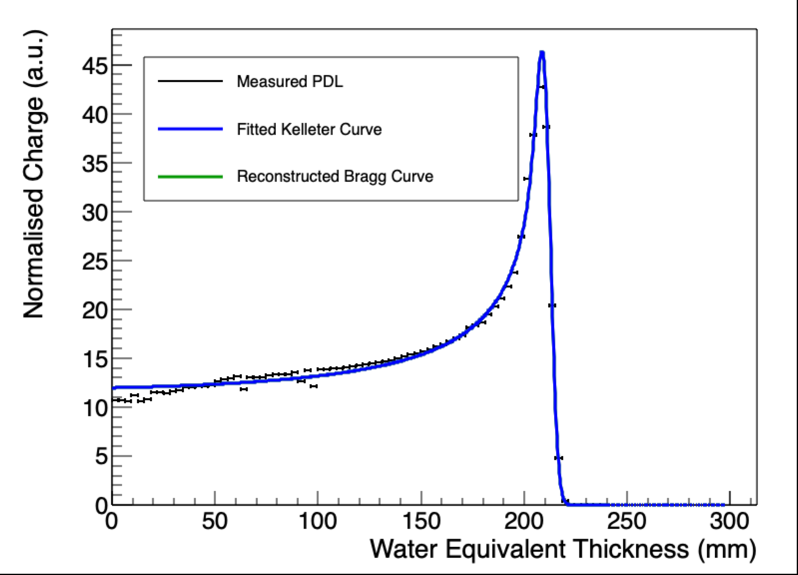 Normalised Charge (a.u.)
45
40
35
30
25
20
15
10
5
0
Measured PDL
Fitted Kelleter Curve
Reconstructed Bragg Curve
0 50 100 150 200 250 300
Water Equivalent Thickness (mm)